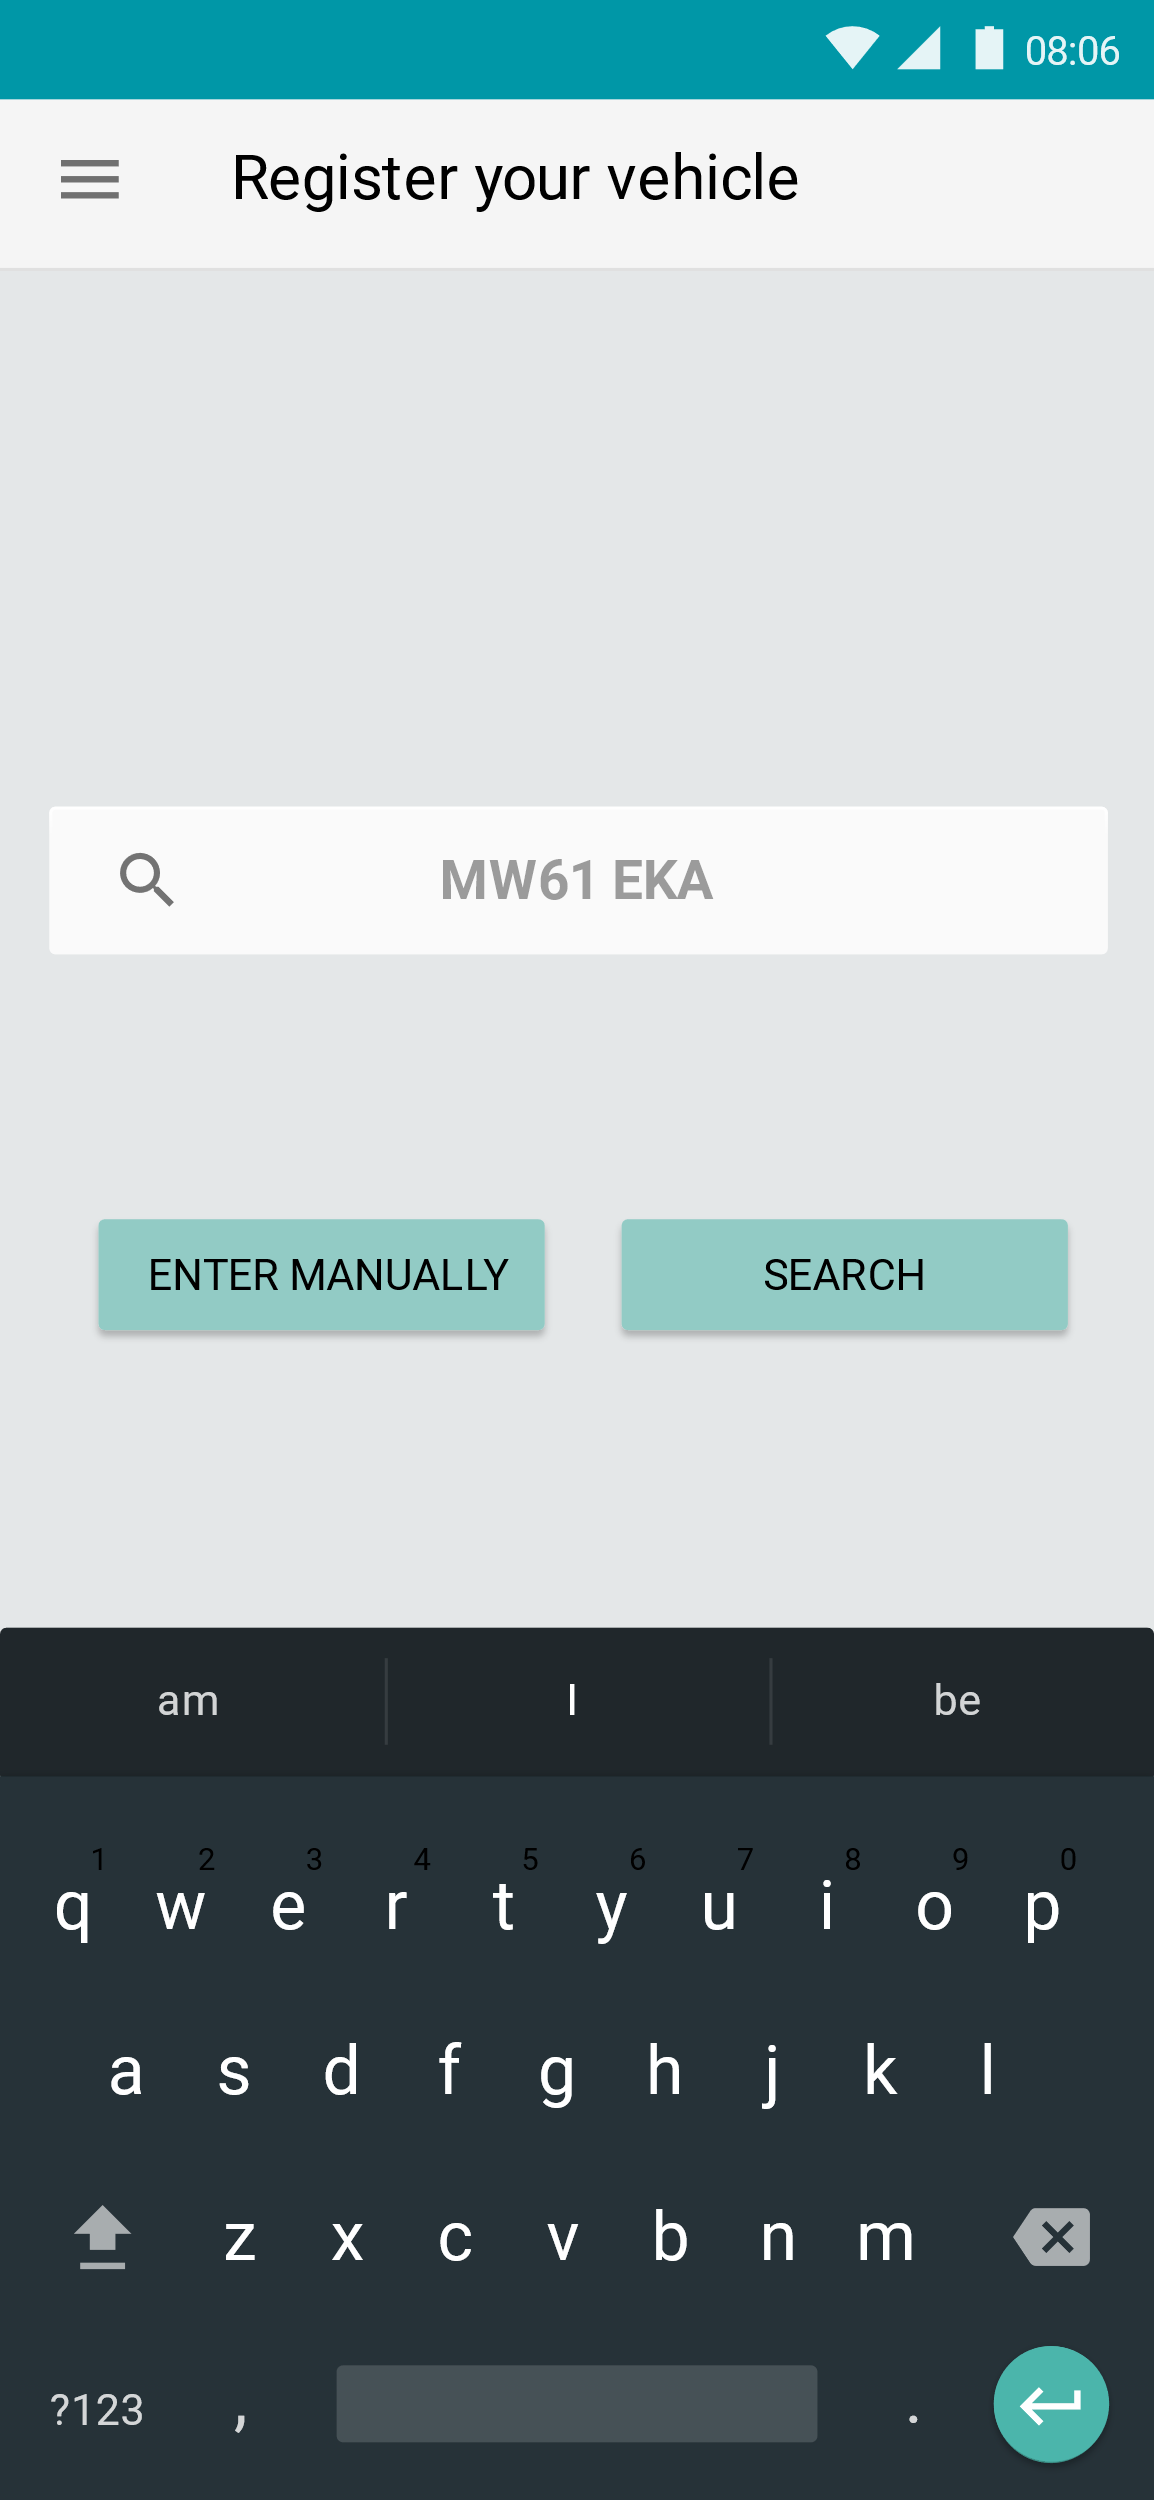 08:06
Register your vehicle
MW61 EKA
ENTER MANUALLY SEARCH
am I be
1 2 3 4 5 6 7 8 9 0
q w e r t y u i o p
a s d f g h j k l
z x c v b n m
?123 , .